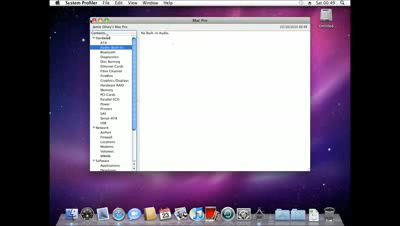 System Profiler File Edit View Window Help
Sat 00:49
Mac Pro
Contents
No Built-in Audio.
Hardware
ATA
Audio (Built In)
Bluetooth
Diagnostics
Disc Burning
Ethernet Cards
Fibre Channel
FireWire
Graphics/Displays
Hardware RAID
Memory
PCI Cards
Parallel SCSI
Power
Printers
SAS
Serial-ATA
USB
Network
AirPort
Firewall
Locations
Modems
Volumes
WWAN
Software
Applications